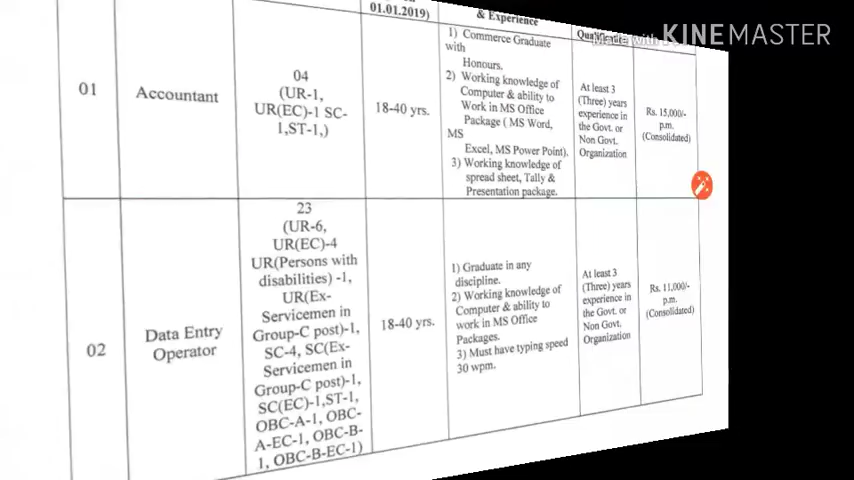 01.01.2019)
& Experience
Made with KINEMASTER
01
Accountant
04
(UR-1,
UR(EC)-1 SC-
1,ST-1,)
18-40 yrs.
1) Commerce Graduate
with
Honours.
2) Working knowledge of
Computer & ability to
Work in MS Office
Package ( MS Word,
MS
Excel, MS Power Point).
3) Working knowledge of
spread sheet, Tally &
Presentation package.
At least 3
(Three) years
experience in
the Govt. or
Non Govt.
Organization
Rs. 15,000/-
p.m.
(Consolidated)
02
Data Entry
Operator
23
(UR-6,
UR(EC)-4
UR(Persons with
disabilities) -1,
UR(Ex-
Servicemen in
Group-C post)-1,
SC-4, SC(Ex-
Servicemen in
Group-C post)-1,
SC(EC)-1,ST-1,
OBC-A-1, OBC-
A-EC-1, OBC-B-
1, OBC-B-EC-1)
18-40 yrs.
1) Graduate in any
discipline.
2) Working knowledge of
Computer & ability to
work in MS Office
Packages.
3) Must have typing speed
30 wpm.
At least 3
(Three) years
experience in
the Govt. or
Non Govt.
Organization
Rs. 11,000/-
p.m.
(Consolidated)